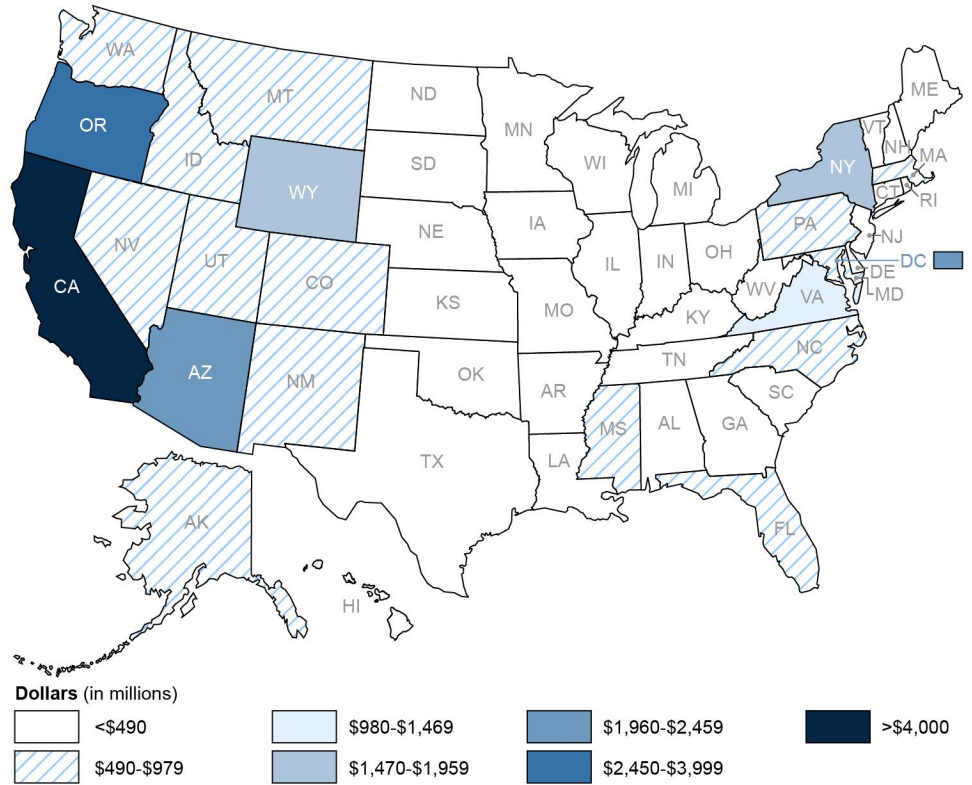 WA
MT
ND
MN
ME
OR
ID
SD
WI
MI
VT
NH
NY
MA
WY
CT
RI
NE
IA
PA
NV
UT
CO
IL
IN
OH
NJ
CA
DC
DE
MD
KS
MO
WV
VA
KY
NC
AZ
NM
OK
AR
TN
SC
MS
AL
GA
TX
LA
AK
FL
HI
Dollars (in millions)
<$490
$980-$1,469
$1,960-$2,459
>$4,000
$490-$979
$1,470-$1,959
$2,450-$3,999